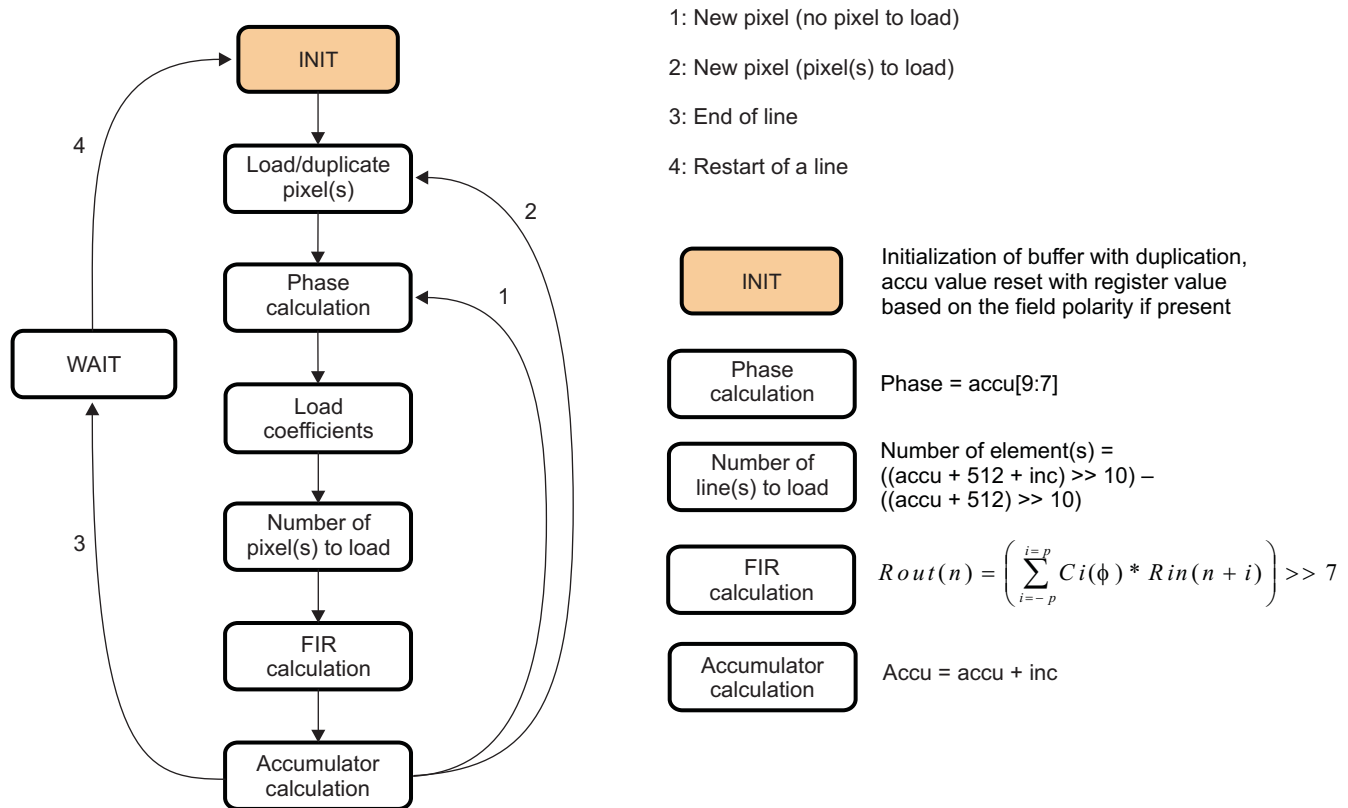 INIT
4
Load/duplicate
pixel(s)
2
Phase
calculation
1
WAIT
Load
coefficients
Number of
pixel(s) to load
3
FIR
calculation
Accumulator
calculation
1: New pixel (no pixel to load)
2: New pixel (pixel(s) to load)
3: End of line
4: Restart of a line
INIT
Initialization of buffer with duplication,
accu value reset with register value
based on the field polarity if present
Phase
calculation
Phase = accu[9:7]
Number of
line(s) to load
Number of element(s) =
((accu + 512 + inc) >> 10) –
((accu + 512) >> 10)
FIR
calculation
Rout(n) = ( ∑ i=-p i=p Ci(ϕ) * Rin(n + i) ) >> 7
Accumulator
calculation
Accu = accu + inc